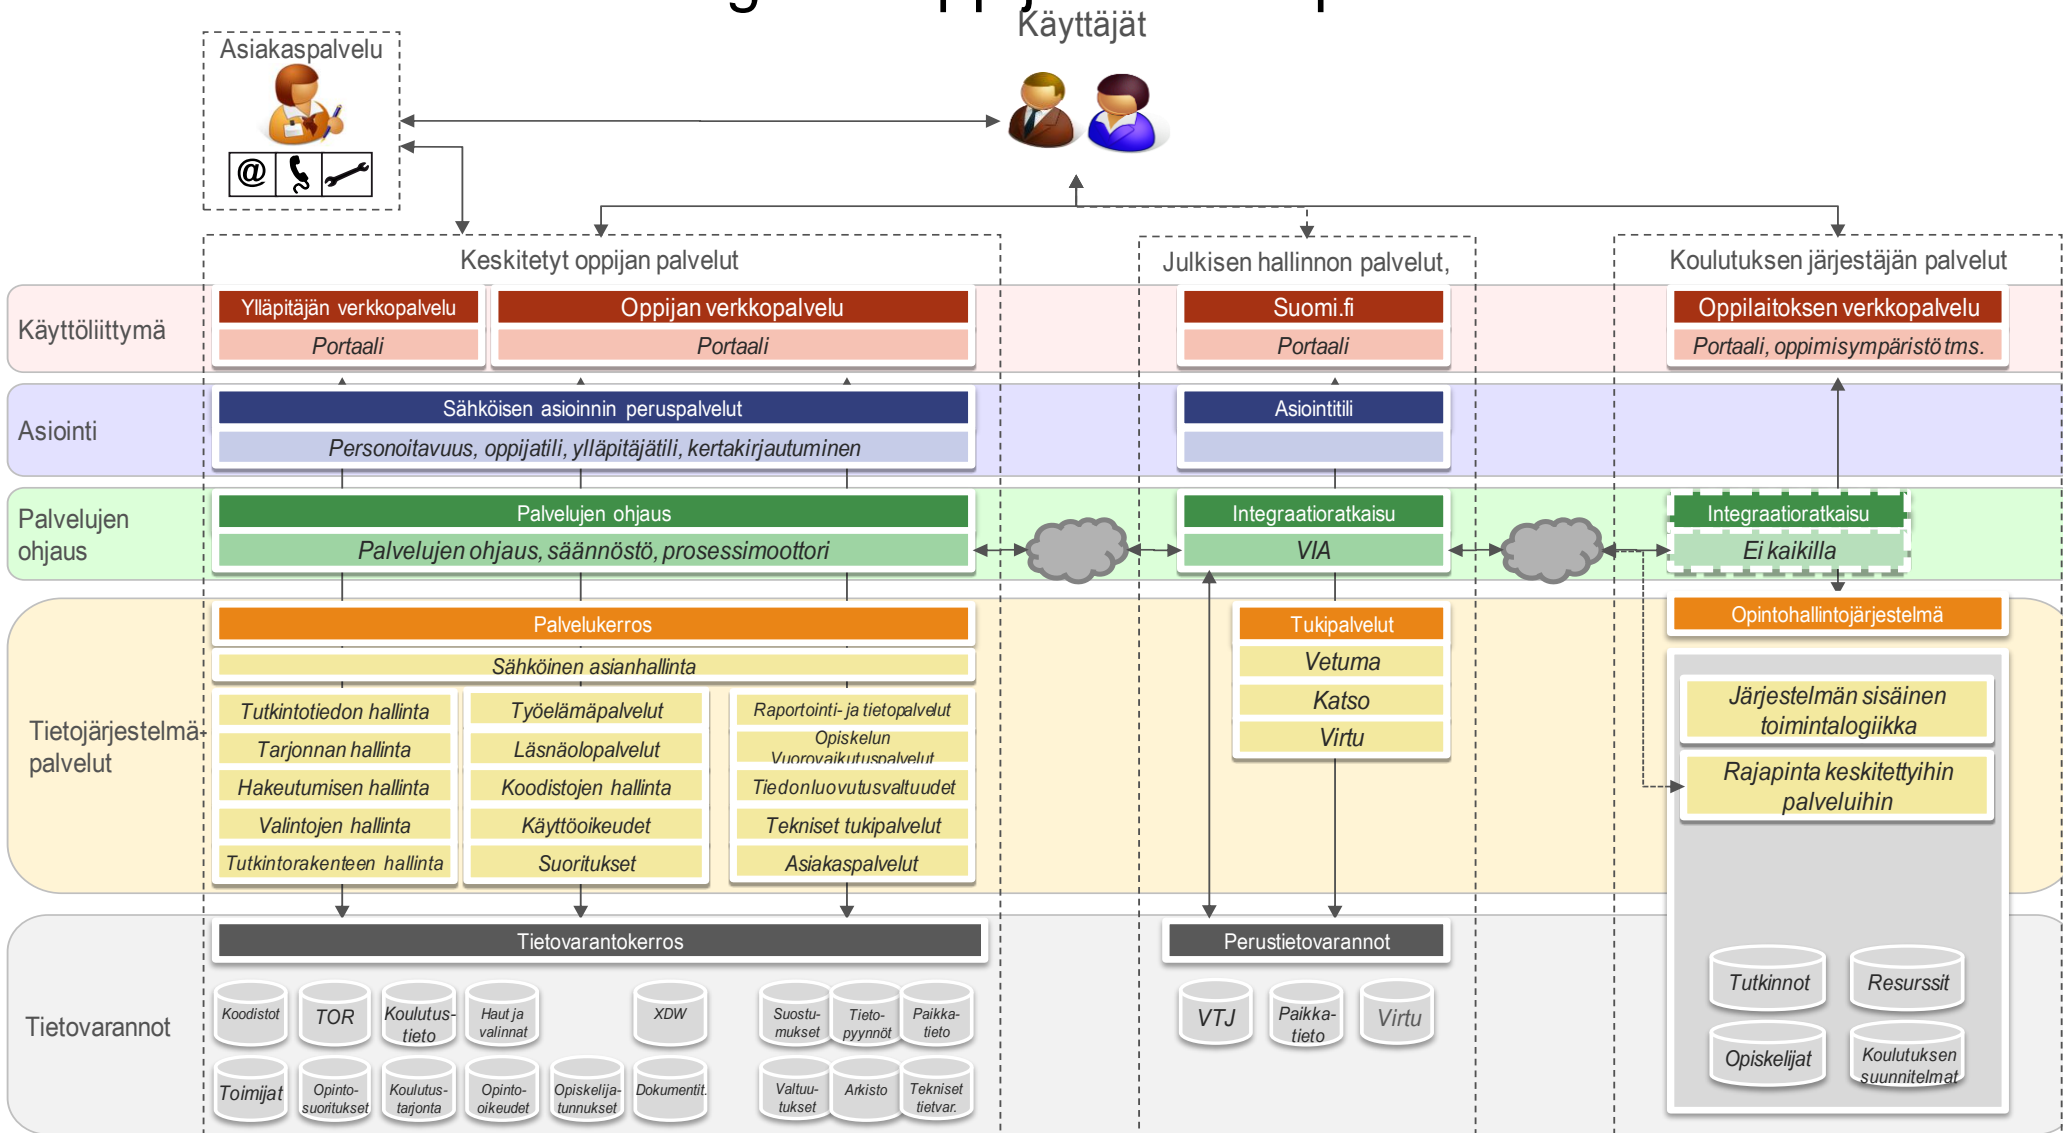 Käyttäjät
Asiakaspalvelu
@
Keskitetyt oppijan palvelut
Julkisen hallinnon palvelut,
Koulutuksen järjestäjän palvelut
Käyttöliittymä
Ylläpitäjän verkkopalvelu
Portaali
Oppijan verkkopalvelu
Portaali
Suomi.fi
Portaali
Oppilaitoksen verkkopalvelu
Portaali, oppimisympäristö tms.
Asiointi
Sähköisen asioinnin peruspalvelut
Personoitavuus, oppijatili, ylläpitäjätili, kertakirjautuminen
Asiointitili
Palvelujen
ohjaus
Palvelujen ohjaus
Palvelujen ohjaus, säännöstö, prosessimoottori
Integraatioratkaisu
VIA
Integraatioratkaisu
Ei kaikilla
Tietojärjestelmä-
palvelut
Palvelukerros
Sähköinen asianhallinta
Tutkintotiedon hallinta
Tarjonnan hallinta
Hakeutumisen hallinta
Valintojen hallinta
Tutkintorakenteen hallinta
Työelämäpalvelut
Läsnäolopalvelut
Koodistojen hallinta
Käyttöoikeudet
Suoritukset
Raportointi- ja tietopalvelut
Opiskelun
Vuorovaikutuspalvelut
Tiedonluovutusvaltuudet
Tekniset tukipalvelut
Asiakaspalvelut
Tukipalvelut
Vetuma
Katso
Virtu
Opintohallintojärjestelmä
Järjestelmän sisäinen
toimintalogiikka
Rajapinta keskitettyihin
palveluihin
Tietovarannot
Tietovarantokerros
Koodistot
TOR
Koulutus-
tieto
Haut ja
valinnat
XDW
Suostu-
mukset
Tieto-
pyynnöt
Paikka-
tieto
Toimijat
Opinto-
suoritukset
Koulutus-
tarjonta
Opinto-
oikeudet
Opiskelija-
tunnukset
Dokumentit.
Valtuu-
tukset
Arkisto
Tekniset
tietvar.
Perustietovarannot
VTJ
Paikka-
tieto
Virtu
Tutkinnot
Resurssit
Opiskelijat
Koulutuksen
suunnitelmat